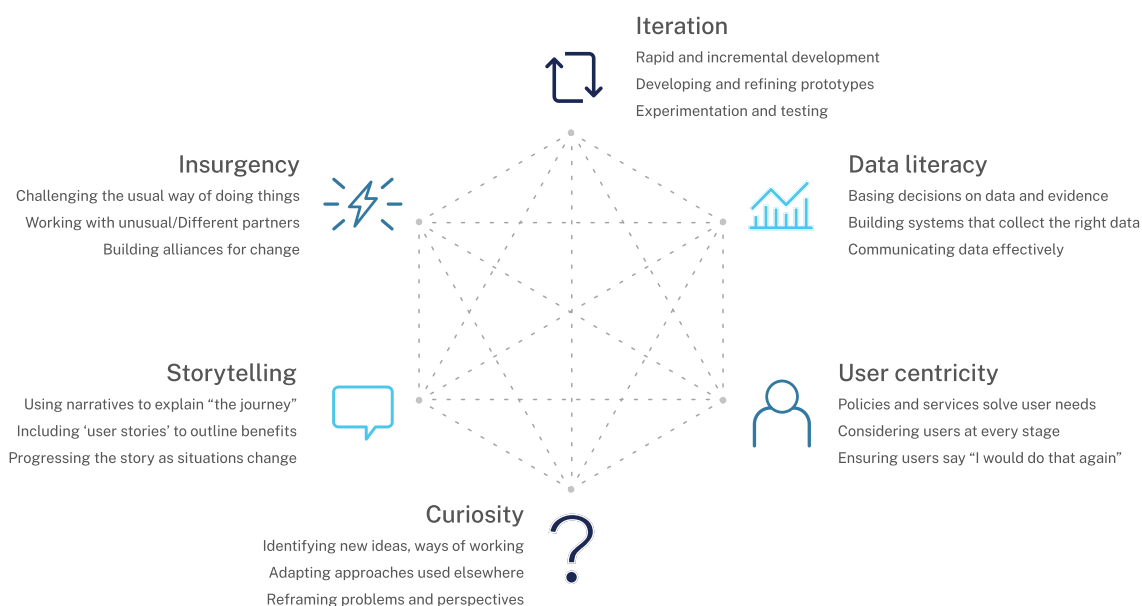 Iteration
Rapid and incremental development
Developing and refining prototypes
Experimentation and testing
Insurgency
Challenging the usual way of doing things
Working with unusual/Different partners
Building alliances for change
Data literacy
Basing decisions on data and evidence
Building systems that collect the right data
Communicating data effectively
Storytelling
Using narratives to explain “the journey”
Including ‘user stories’ to outline benefits
Progressing the story as situations change
User centricity
Policies and services solve user needs
Considering users at every stage
Ensuring users say “I would do that again”
Curiosity
Identifying new ideas, ways of working
Adapting approaches used elsewhere
Reframing problems and perspectives